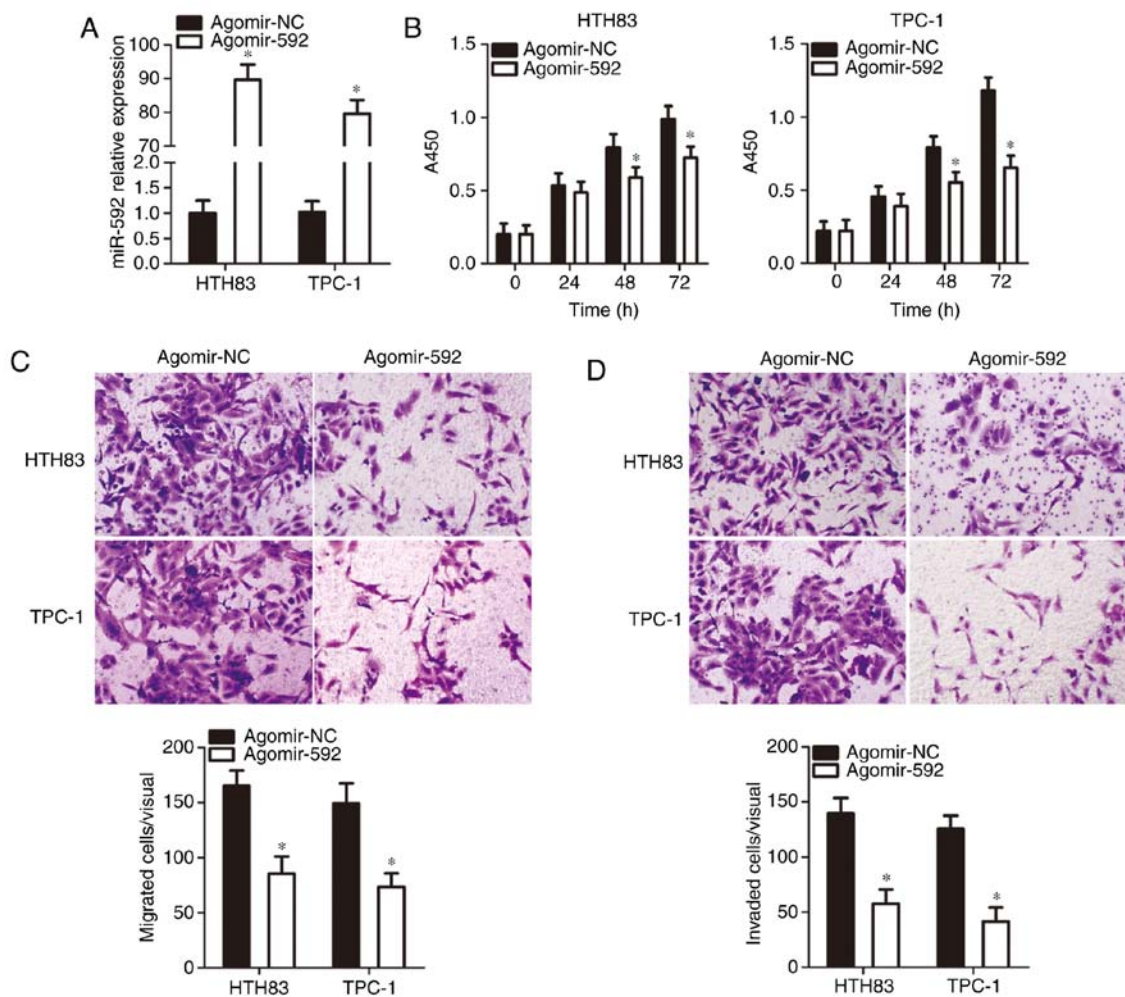 A
Agomir-NC
Agomir-592
miR-592 relative expression
100
90
80
70
60
2.0
1.5
1.0
0.5
0.0
*
*
HTH83 TPC-1
B
HTH83
Agomir-NC
Agomir-592
A450
1.5
1.0
0.5
0.0
*
*
0 24 48 72
Time (h)
TPC-1
Agomir-NC
Agomir-592
A450
1.5
1.0
0.5
0.0
*
*
0 24 48 72
Time (h)
C
Agomir-NC Agomir-592
HTH83
TPC-1
Agomir-NC
Agomir-592
Migrated cells/visual
200
150
100
50
0
*
*
HTH83 TPC-1
D
Agomir-NC Agomir-592
HTH83
TPC-1
Agomir-NC
Agomir-592
Invaded cells/visual
200
150
100
50
0
*
*
HTH83 TPC-1